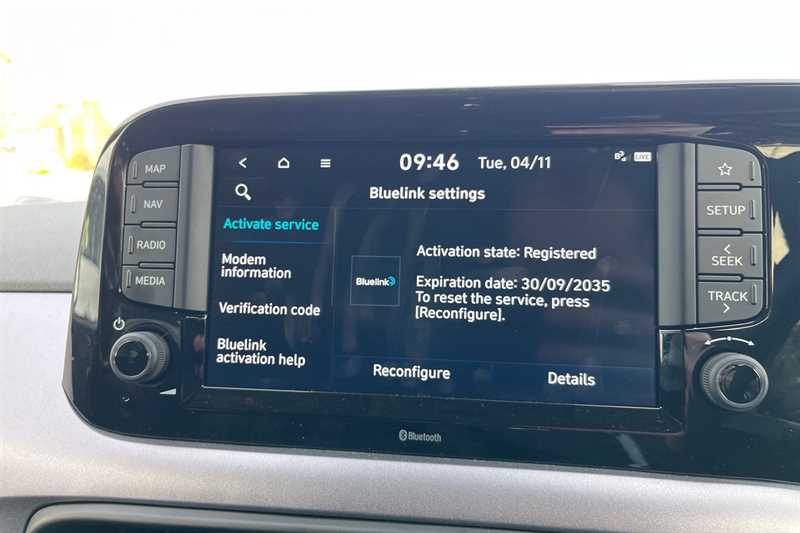 MAP
NAV
RADIO
MEDIA
09:46 Tue, 04/11 LIVE
Bluelink settings
Activate service
Modem
information
Verification code
Bluelink
activation help
Bluelink
Activation state: Registered
Expiration date: 30/09/2035
To reset the service, press
[Reconfigure].
Reconfigure Details
SETUP
< SEEK
TRACK >
Bluetooth